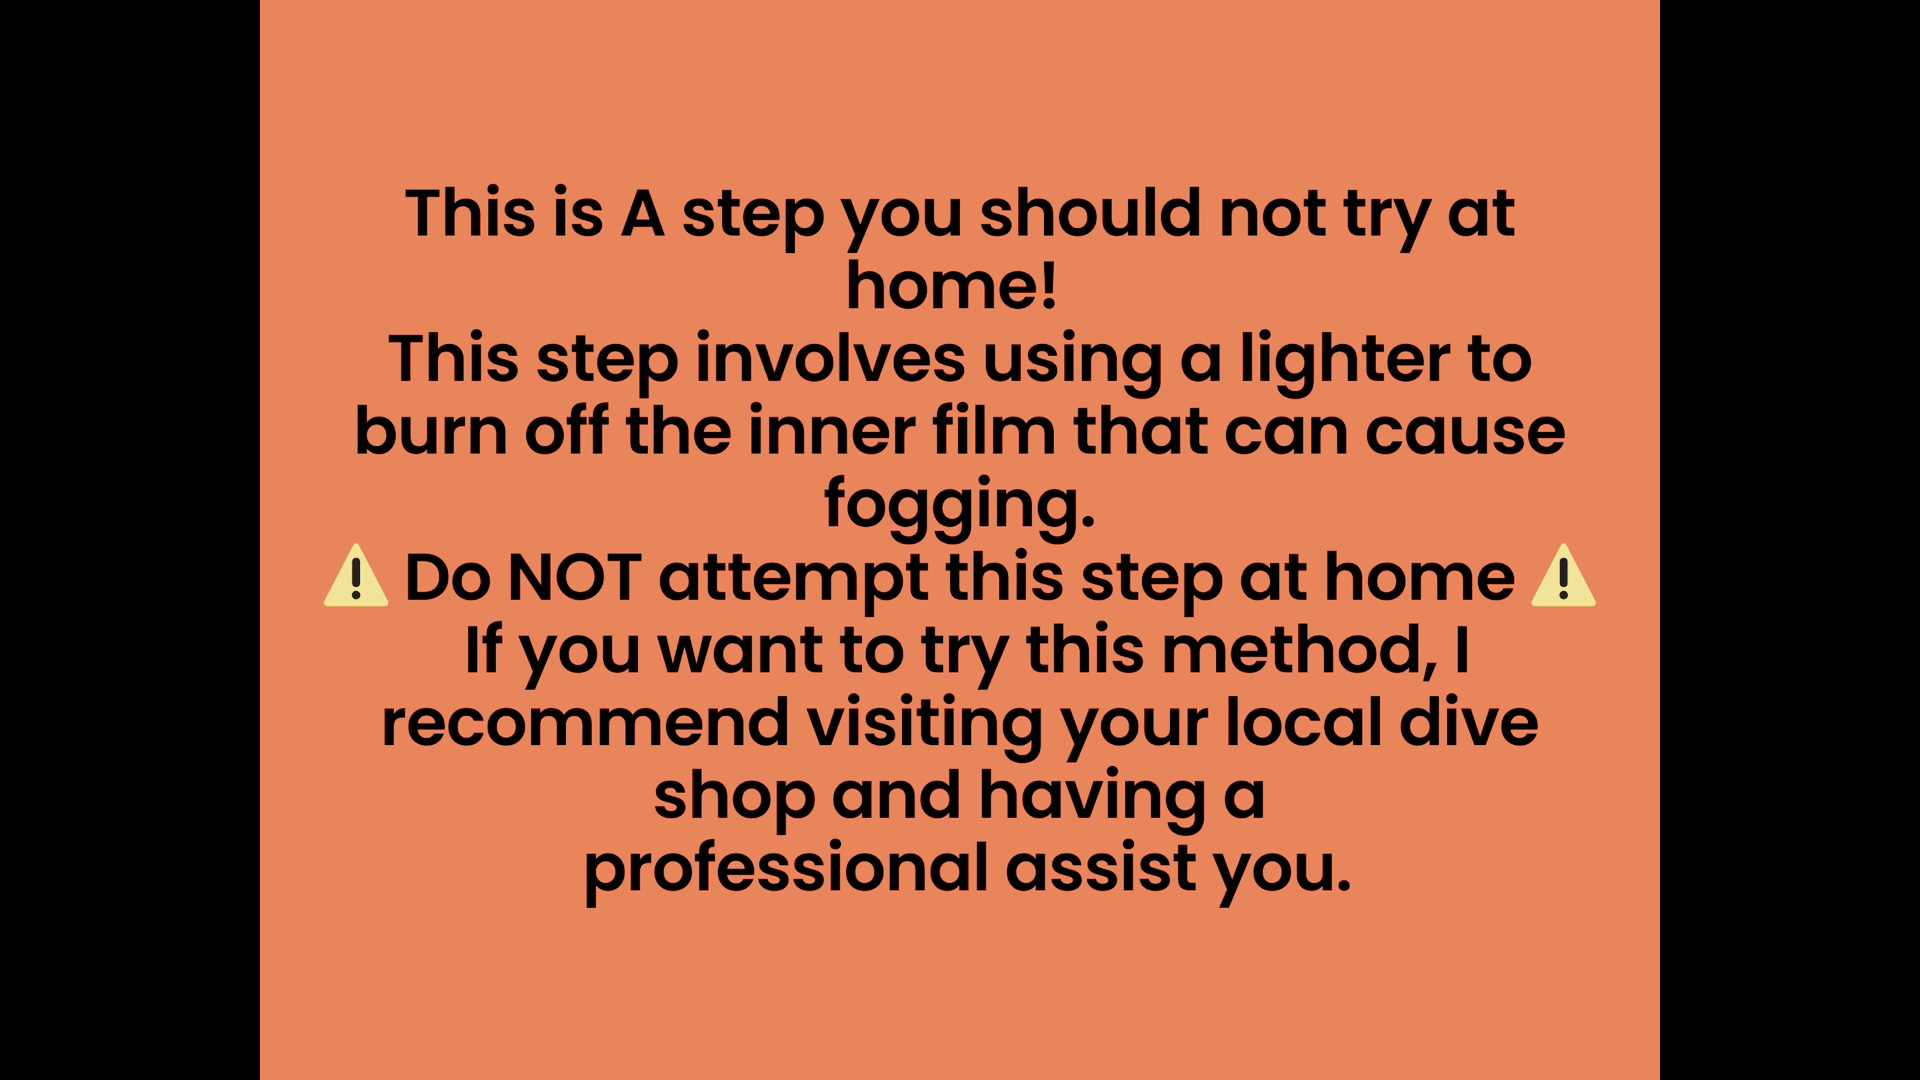 This is A step you should not try at
home!
This step involves using a lighter to
burn off the inner film that can cause
fogging.
⚠️ Do NOT attempt this step at home ⚠️
If you want to try this method, I
recommend visiting your local dive
shop and having a
professional assist you.